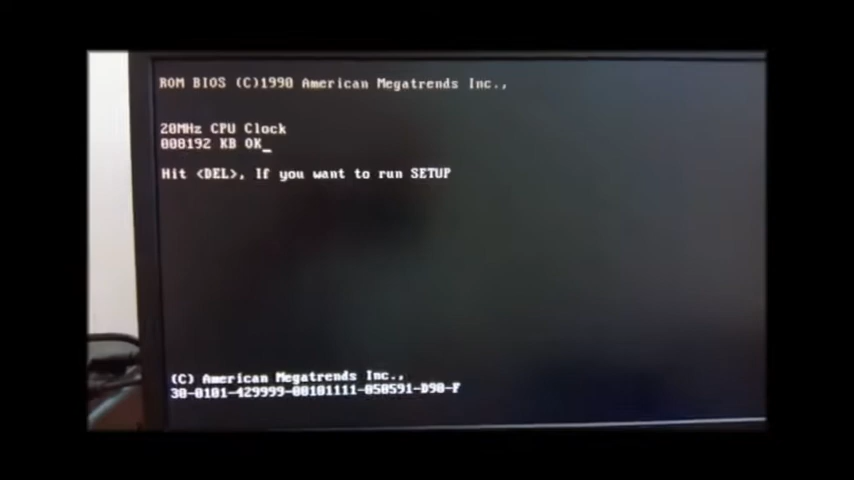 ROM BIOS (C)1990 American Megatrends Inc.,
20MHz CPU Clock
008192 KB OK_
Hit <DEL>, If you want to run SETUP
(C) American Megatrends Inc.,
30-0101-429999-00101111-050591-D90-F